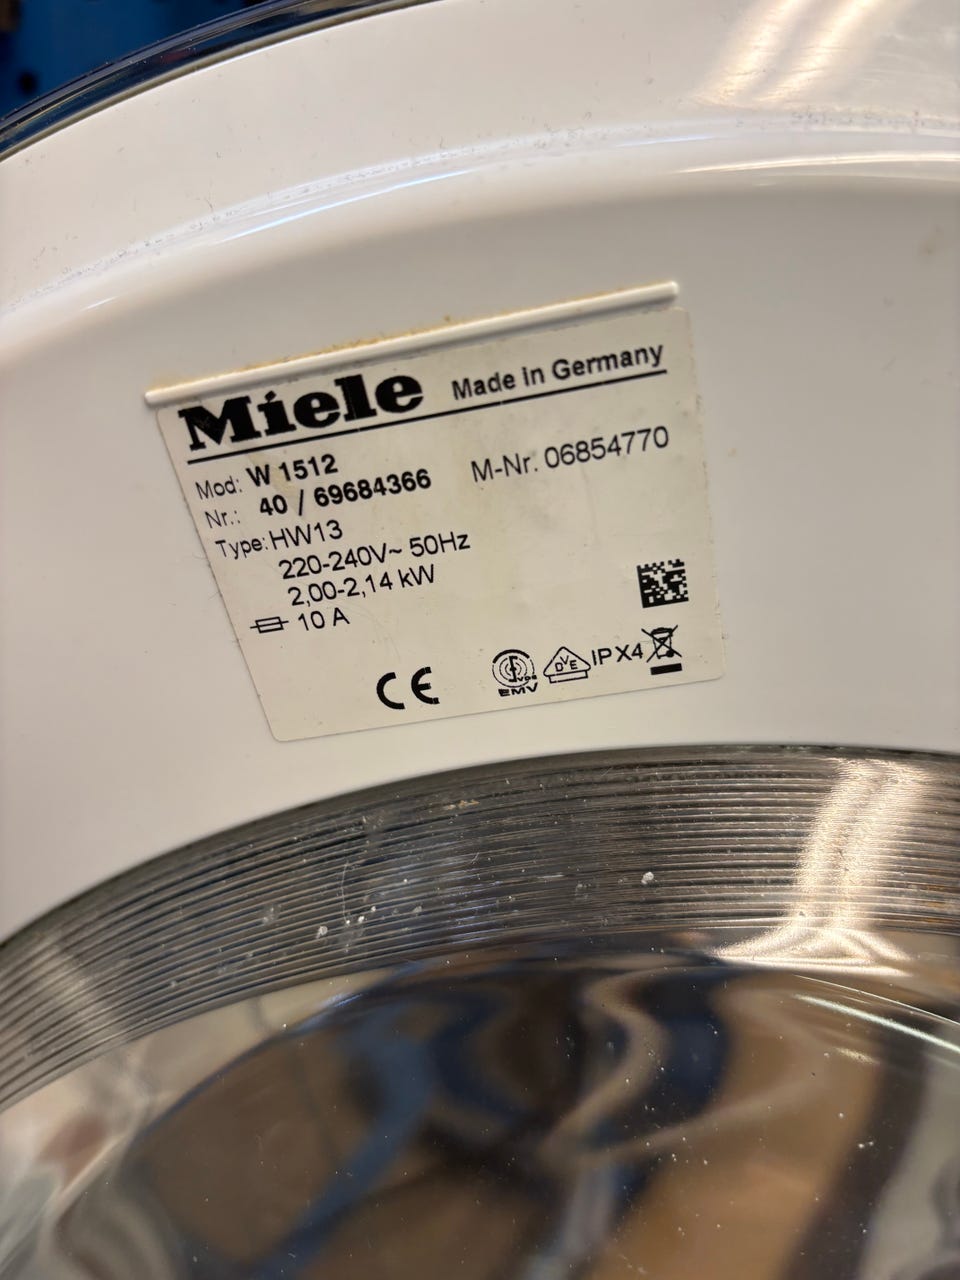 Miele Made in Germany
Mod: W 1512
Nr.: 40 / 69684366 M-Nr. 06854770
Type: HW13
220-240V~ 50Hz
2,00-2,14 kW
10 A
CE EMV DVE IPX4